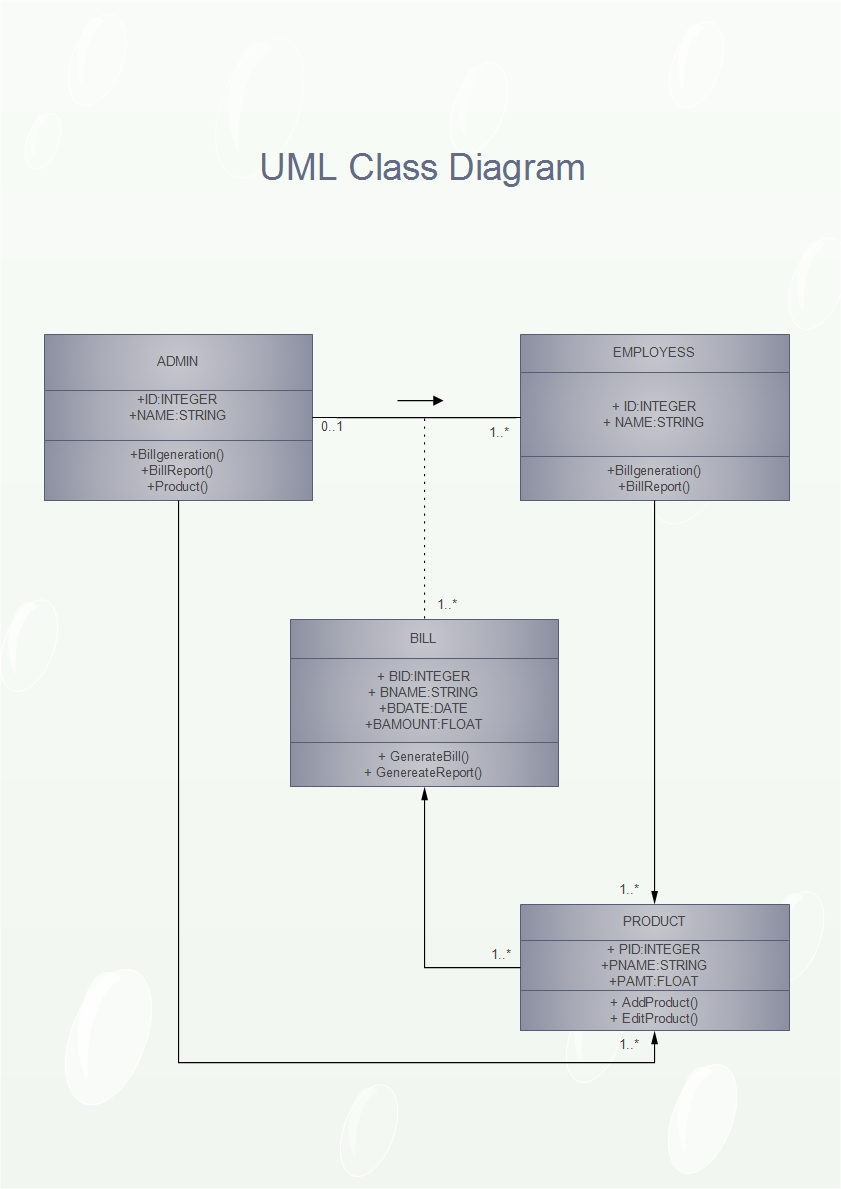 UML Class Diagram
ADMIN
+ID:INTEGER
+NAME:STRING
+Billgeneration()
+BillReport()
+Product()
0..1
1..*
EMPLOYESS
+ ID:INTEGER
+ NAME:STRING
+Billgeneration()
+BillReport()
1..*
BILL
+ BID:INTEGER
+ BNAME:STRING
+BDATE:DATE
+BAMOUNT:FLOAT
+ GenerateBill()
+ GenereateReport()
1..*
1..*
PRODUCT
+ PID:INTEGER
+PNAME:STRING
+PAMT:FLOAT
+ AddProduct()
+ EditProduct()
1..*